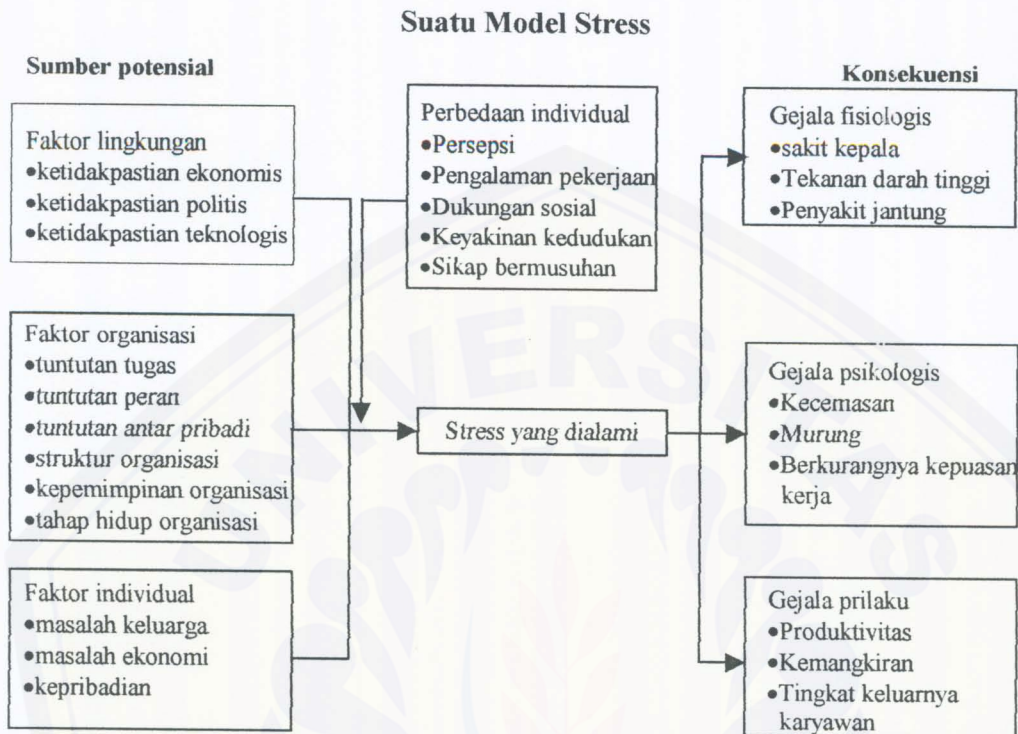 Suatu Model Stress
Sumber potensial
Faktor lingkungan
•ketidakpastian ekonomis
•ketidakpastian politis
•ketidakpastian teknologis
Faktor organisasi
•tuntutan tugas
•tuntutan peran
•tuntutan antar pribadi
•struktur organisasi
•kepemimpinan organisasi
•tahap hidup organisasi
Faktor individual
•masalah keluarga
•masalah ekonomi
•kepribadian
Perbedaan individual
•Persepsi
•Pengalaman pekerjaan
•Dukungan sosial
•Keyakinan kedudukan
•Sikap bermusuhan
Stress yang dialami
Konsekuensi
Gejala fisiologis
•sakit kepala
•Tekanan darah tinggi
•Penyakit jantung
Gejala psikologis
•Kecemasan
•Murung
•Berkurangnya kepuasan
kerja
Gejala prilaku
•Produktivitas
•Kemangkiran
•Tingkat keluarnya
karyawan
UNIVERSITAS